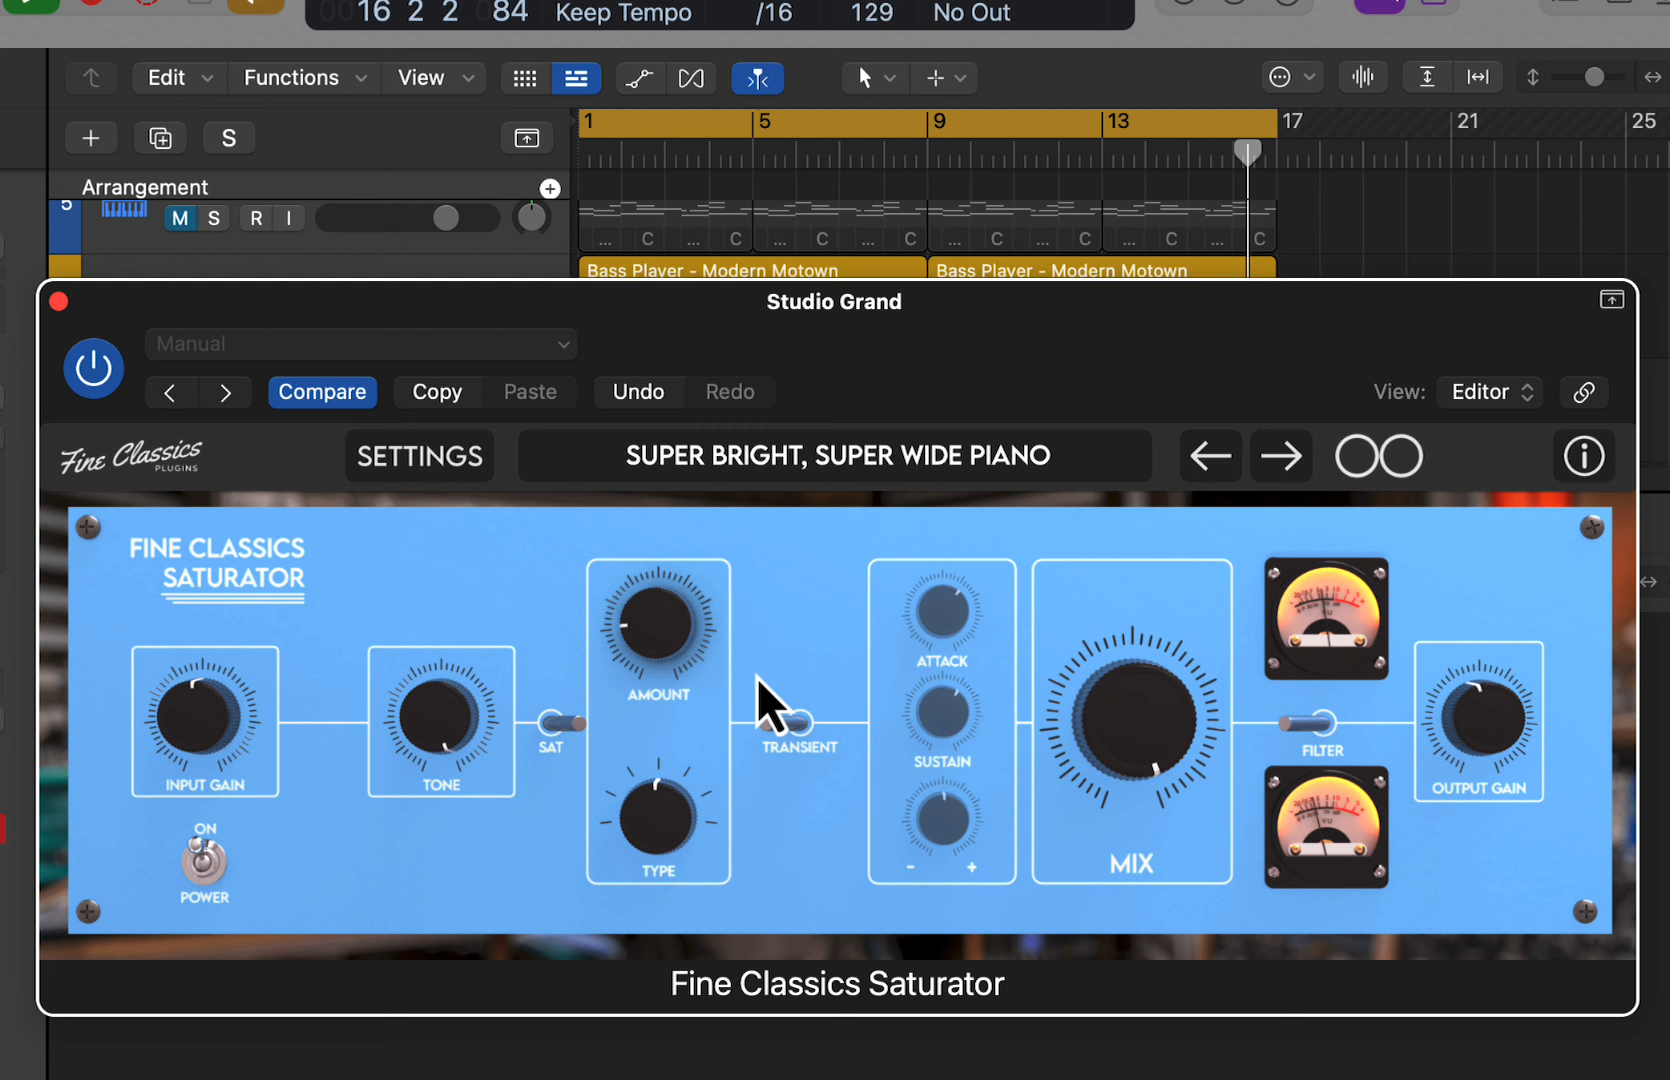 0016 2 2 084 Keep Tempo /16 129 No Out
Edit Functions View
S
1 5 9 13 17 21 25
Arrangement
5 M S R I
... C ... C ... C ... C ... C ... C ... C ... C
Bass Player - Modern Motown Bass Player - Modern Motown
Studio Grand
Manual
Compare Copy Paste Undo Redo View: Editor
Fine Classics PLUGINS SETTINGS SUPER BRIGHT, SUPER WIDE PIANO
FINE CLASSICS
SATURATOR
ATTACK
AMOUNT
SAT TRANSIENT FILTER
SUSTAIN
INPUT GAIN TONE OUTPUT GAIN
ON
TYPE - + MIX
POWER
Fine Classics Saturator